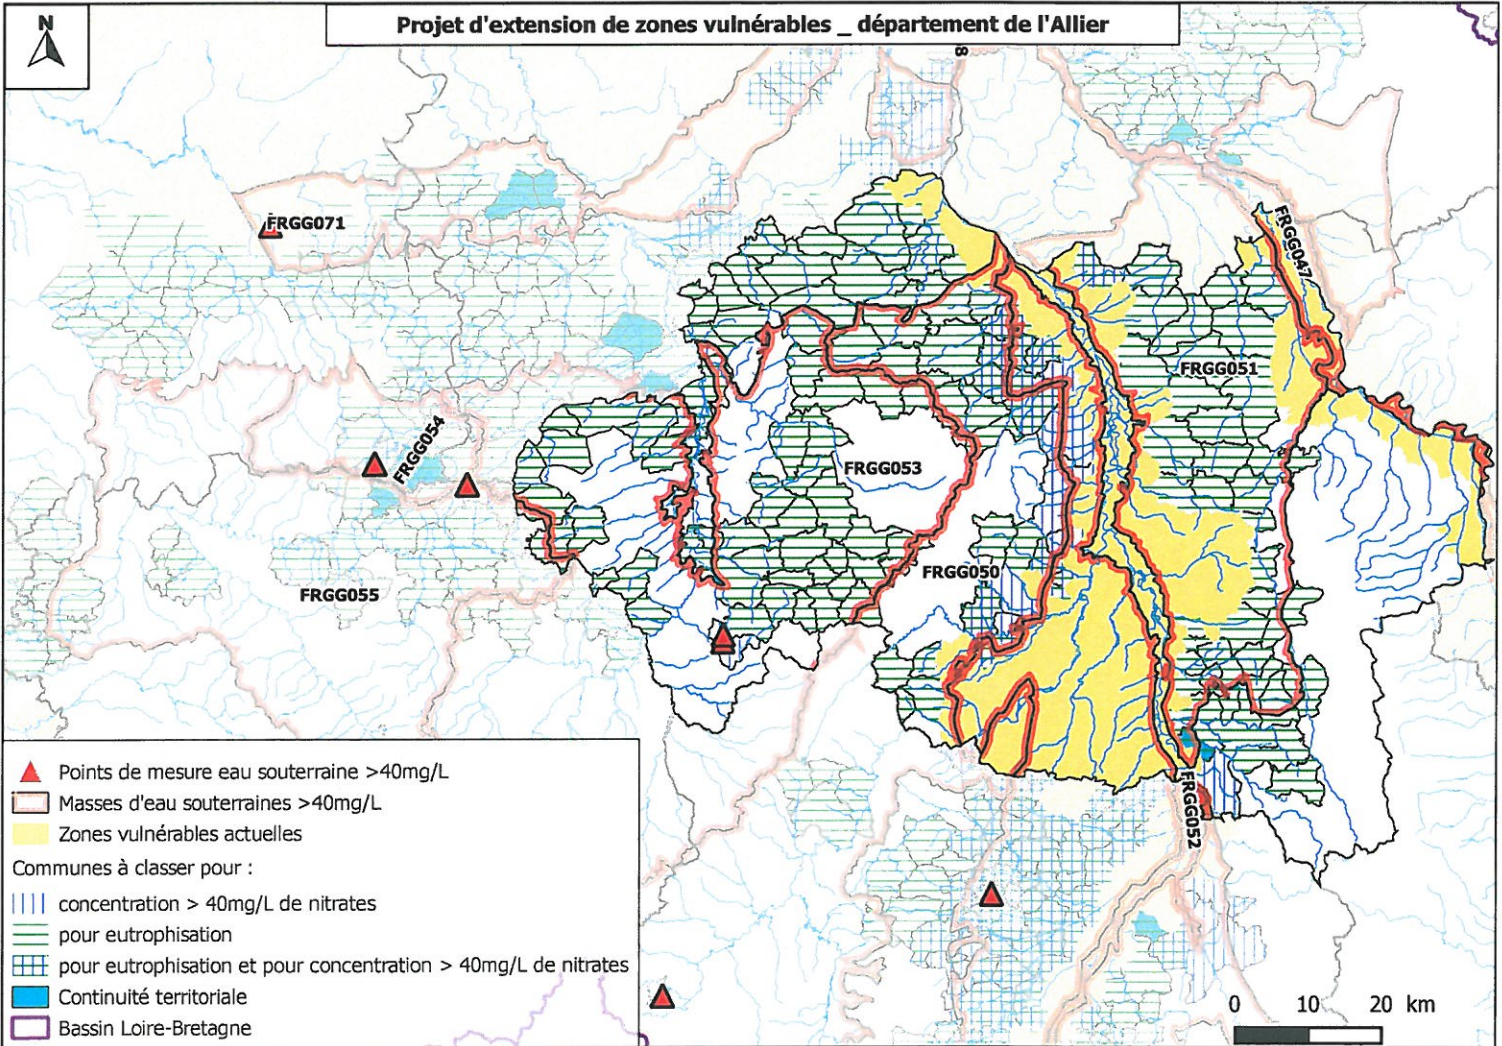 N
Projet d'extension de zones vulnérables _ département de l'Allier
8
FRGG071
FRGG047
FRGG051
FRGG054
FRGG053
FRGG050
FRGG055
FRGG052
Points de mesure eau souterraine >40mg/L
Masses d'eau souterraines >40mg/L
Zones vulnérables actuelles
Communes à classer pour :
concentration > 40mg/L de nitrates
pour eutrophisation
pour eutrophisation et pour concentration > 40mg/L de nitrates
Continuité territoriale
Bassin Loire-Bretagne
0 10 20 km